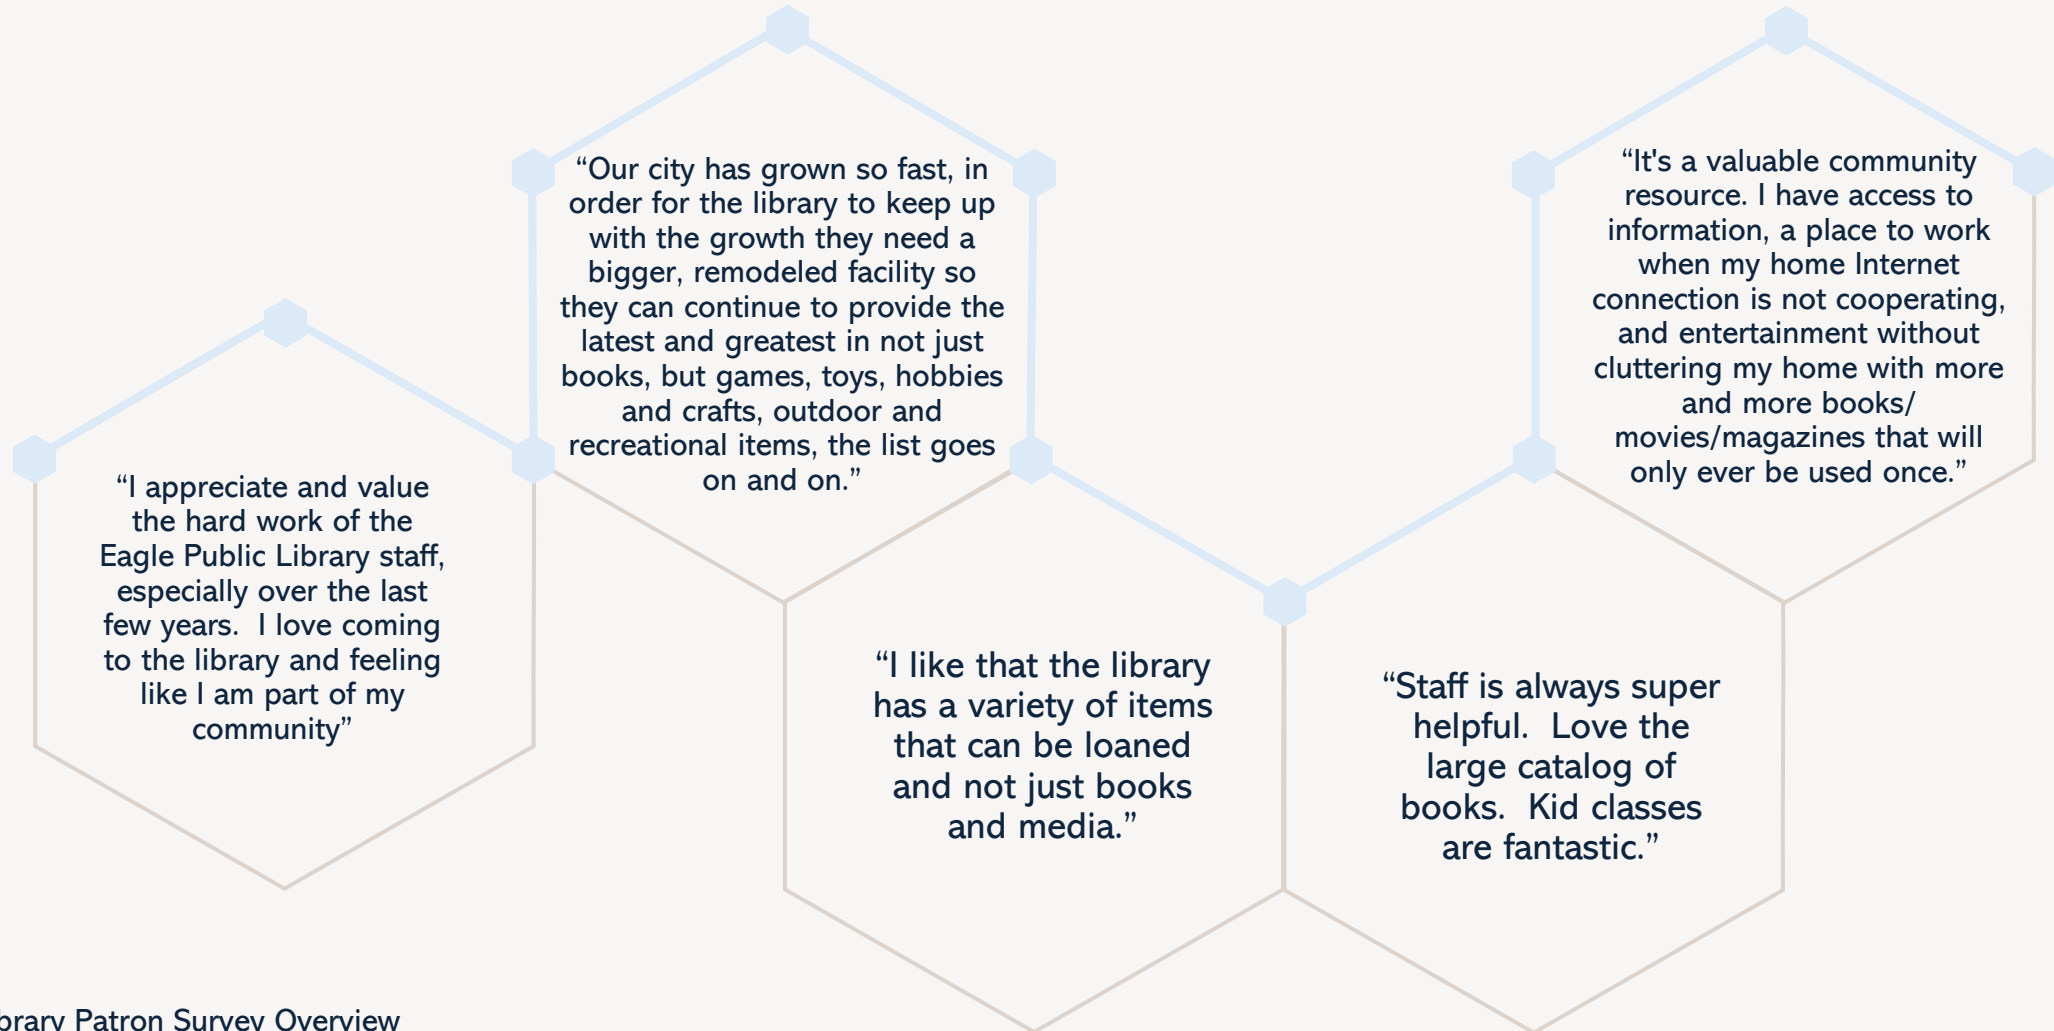 “I appreciate and value
the hard work of the
Eagle Public Library staff,
especially over the last
few years.  I love coming
to the library and feeling
like I am part of my
community”
“Our city has grown so fast, in
order for the library to keep up
with the growth they need a
bigger, remodeled facility so
they can continue to provide the
latest and greatest in not just
books, but games, toys, hobbies
and crafts, outdoor and
recreational items, the list goes
on and on.”
“I like that the library
has a variety of items
that can be loaned
and not just books
and media.”
“Staff is always super
helpful.  Love the
large catalog of
books.  Kid classes
are fantastic.”
“It's a valuable community
resource. I have access to
information, a place to work
when my home Internet
connection is not cooperating,
and entertainment without
cluttering my home with more
and more books/
movies/magazines that will
only ever be used once.”
brary Patron Survey Overview